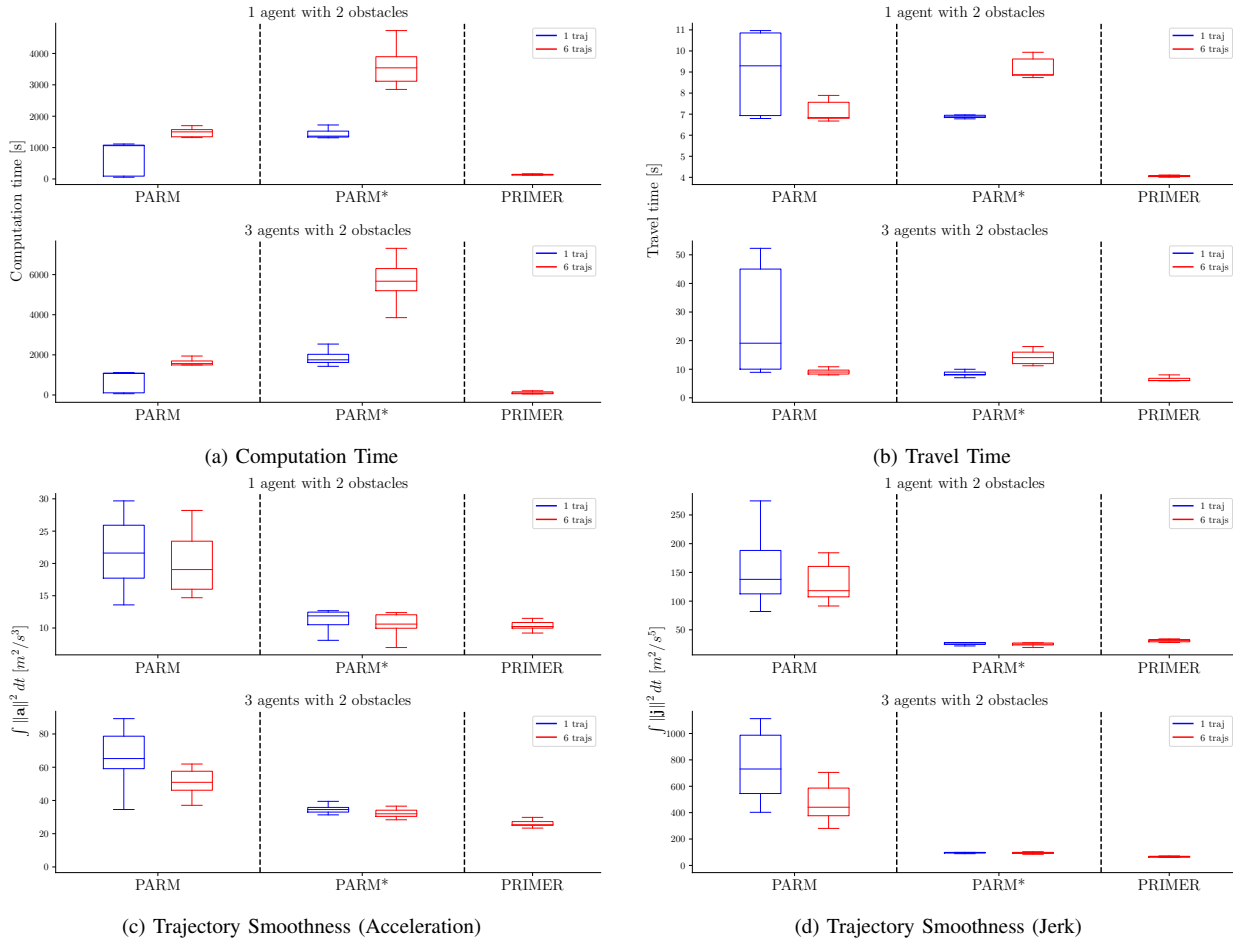 1 agent with 2 obstacles
4000
3000
2000
1000
0
1 traj
6 trajs
PARM
PARM*
PRIMER
Computation time [s]
3 agents with 2 obstacles
6000
4000
2000
0
1 traj
6 trajs
PARM
PARM*
PRIMER
(a) Computation Time
1 agent with 2 obstacles
11
10
9
8
7
6
5
4
1 traj
6 trajs
PARM
PARM*
PRIMER
Travel time [s]
3 agents with 2 obstacles
50
40
30
20
10
0
1 traj
6 trajs
PARM
PARM*
PRIMER
(b) Travel Time
1 agent with 2 obstacles
30
25
20
15
10
1 traj
6 trajs
PARM
PARM*
PRIMER
∫ ||a||² dt [m²/s³]
3 agents with 2 obstacles
80
60
40
20
0
1 traj
6 trajs
PARM
PARM*
PRIMER
(c) Trajectory Smoothness (Acceleration)
1 agent with 2 obstacles
250
200
150
100
50
1 traj
6 trajs
PARM
PARM*
PRIMER
∫ ||j||² dt [m²/s⁵]
3 agents with 2 obstacles
1000
800
600
400
200
0
1 traj
6 trajs
PARM
PARM*
PRIMER
(d) Trajectory Smoothness (Jerk)